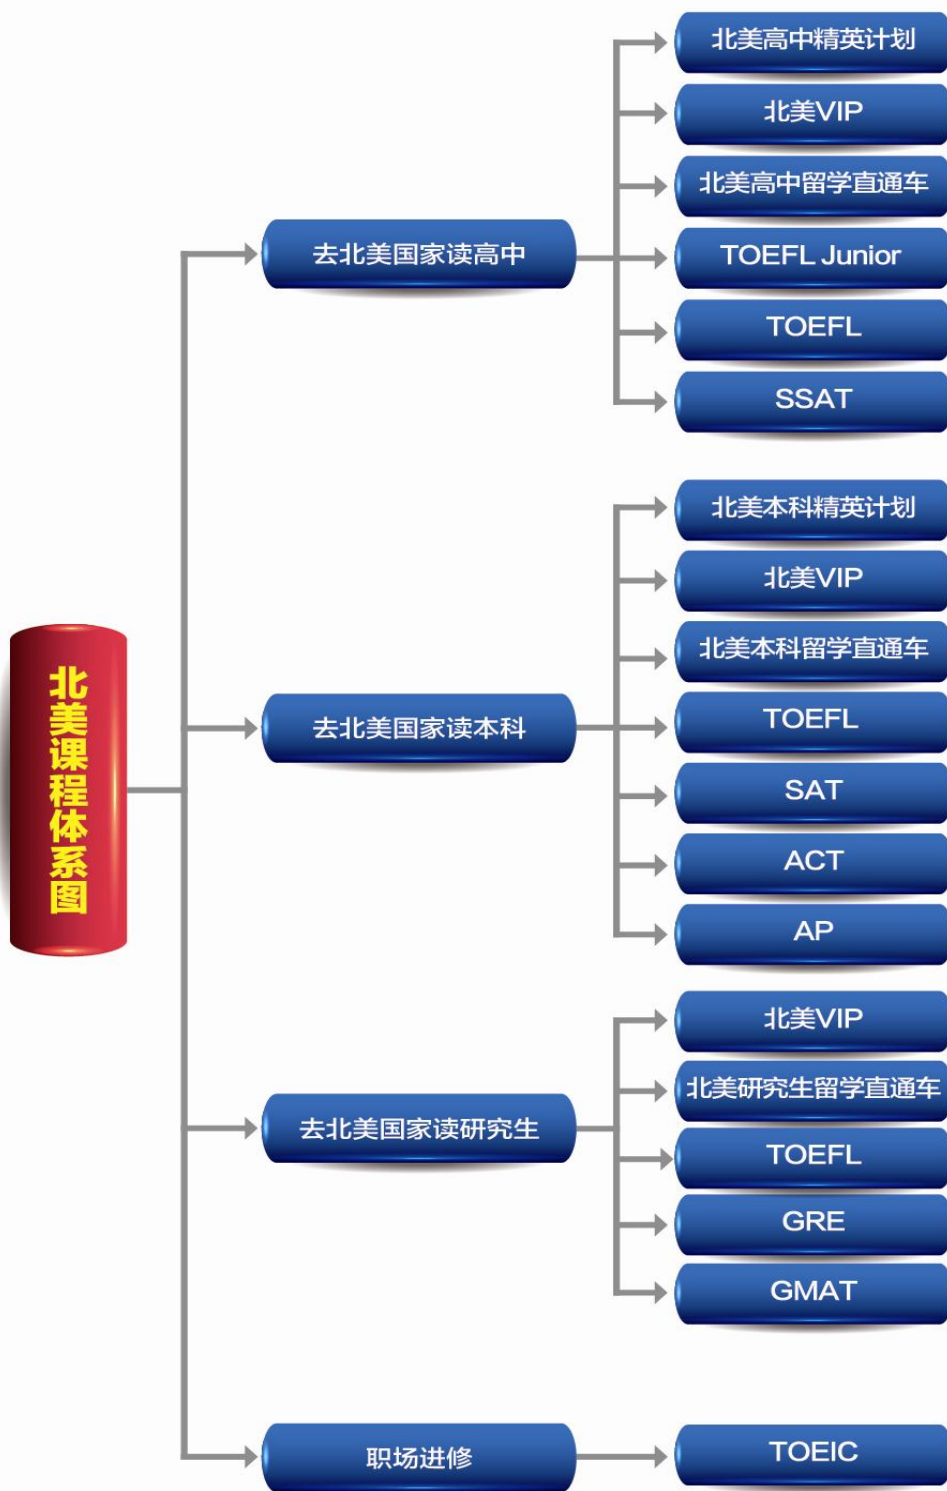 北美课程体系图
去北美国家读高中
北美高中精英计划
北美VIP
北美高中留学直通车
TOEFL Junior
TOEFL
SSAT
去北美国家读本科
北美本科精英计划
北美VIP
北美本科留学直通车
TOEFL
SAT
ACT
AP
去北美国家读研究生
北美VIP
北美研究生留学直通车
TOEFL
GRE
GMAT
职场进修
TOEIC